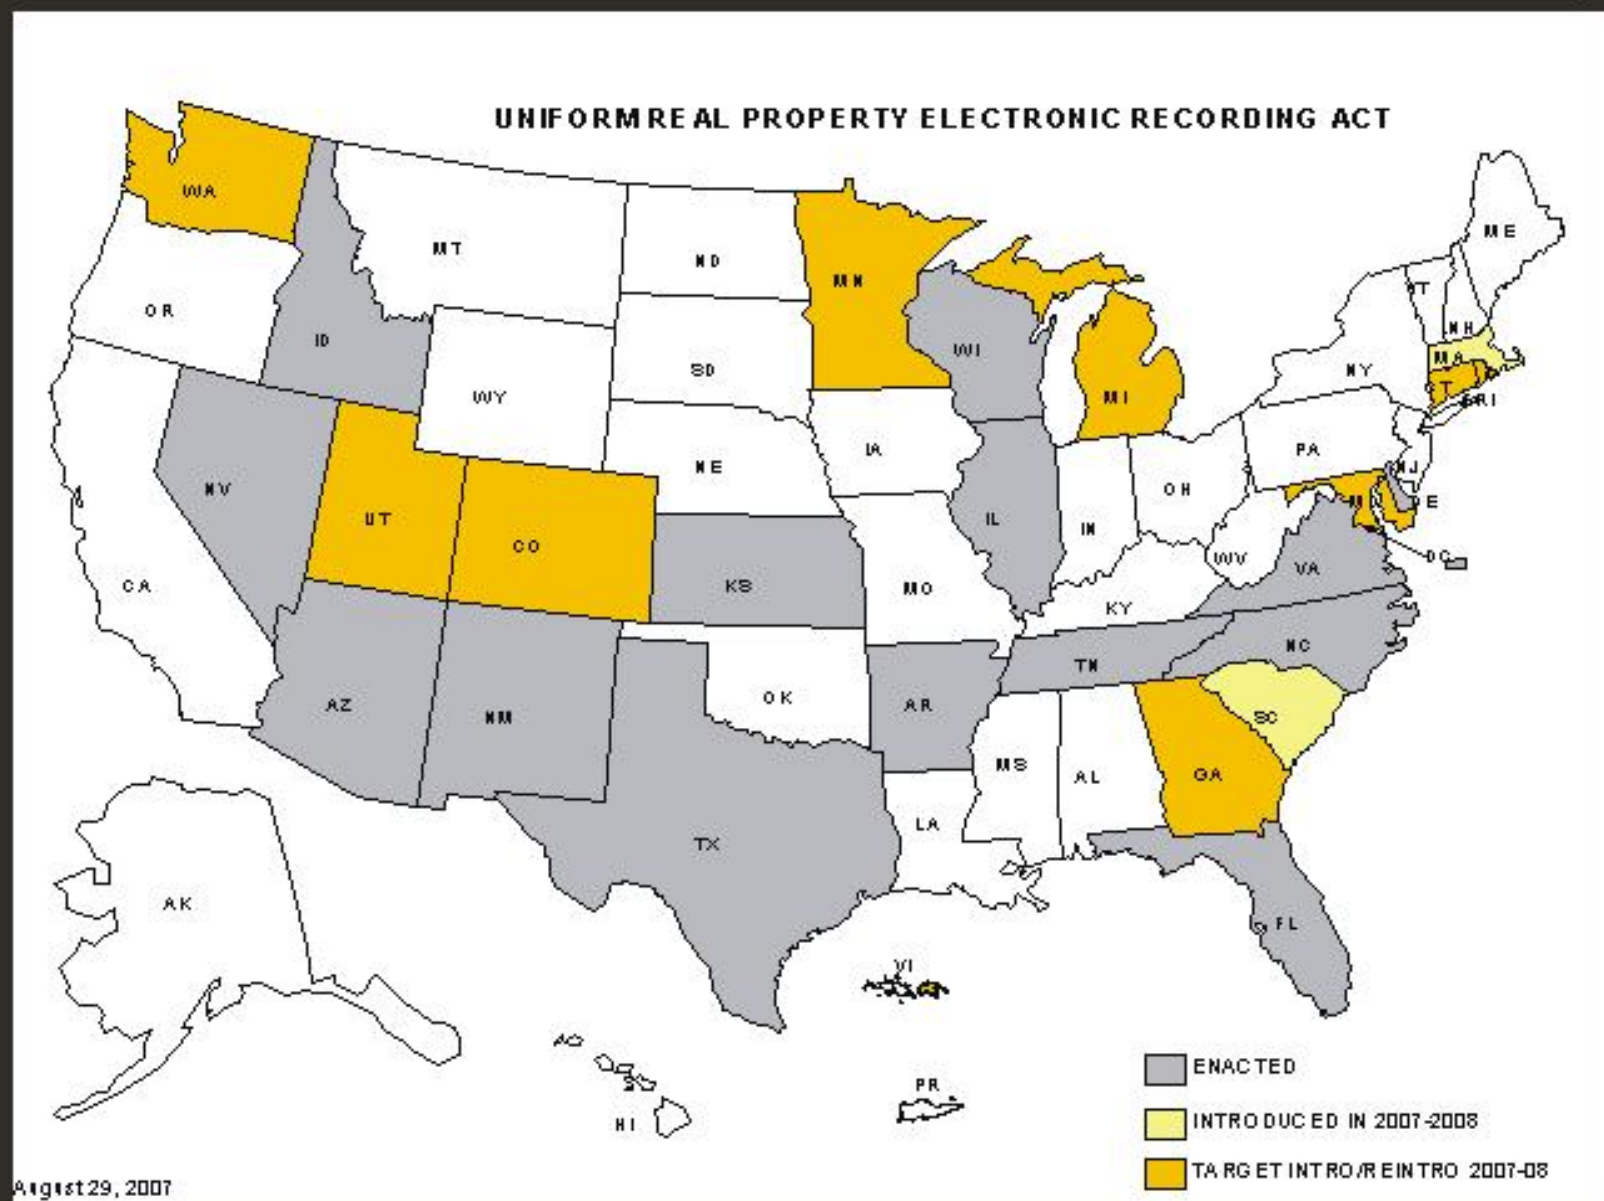 UNIFORM REAL PROPERTY ELECTRONIC RECORDING ACT
WA
MT
ND
MN
ME
OR
ID
SD
WI
MI
NY
NH
MA
RI
WY
IA
NE
PA
NJ
NV
UT
CO
IL
IN
OH
WV
VA
DC
CA
KS
MO
KY
NC
TN
AZ
NM
OK
AR
SC
MS
AL
GA
LA
TX
AK
FL
VI
HI
PR
ENACTED
INTRODUCED IN 2007-2008
TARGET INTRO/REINTRO 2007-08
August 29, 2007